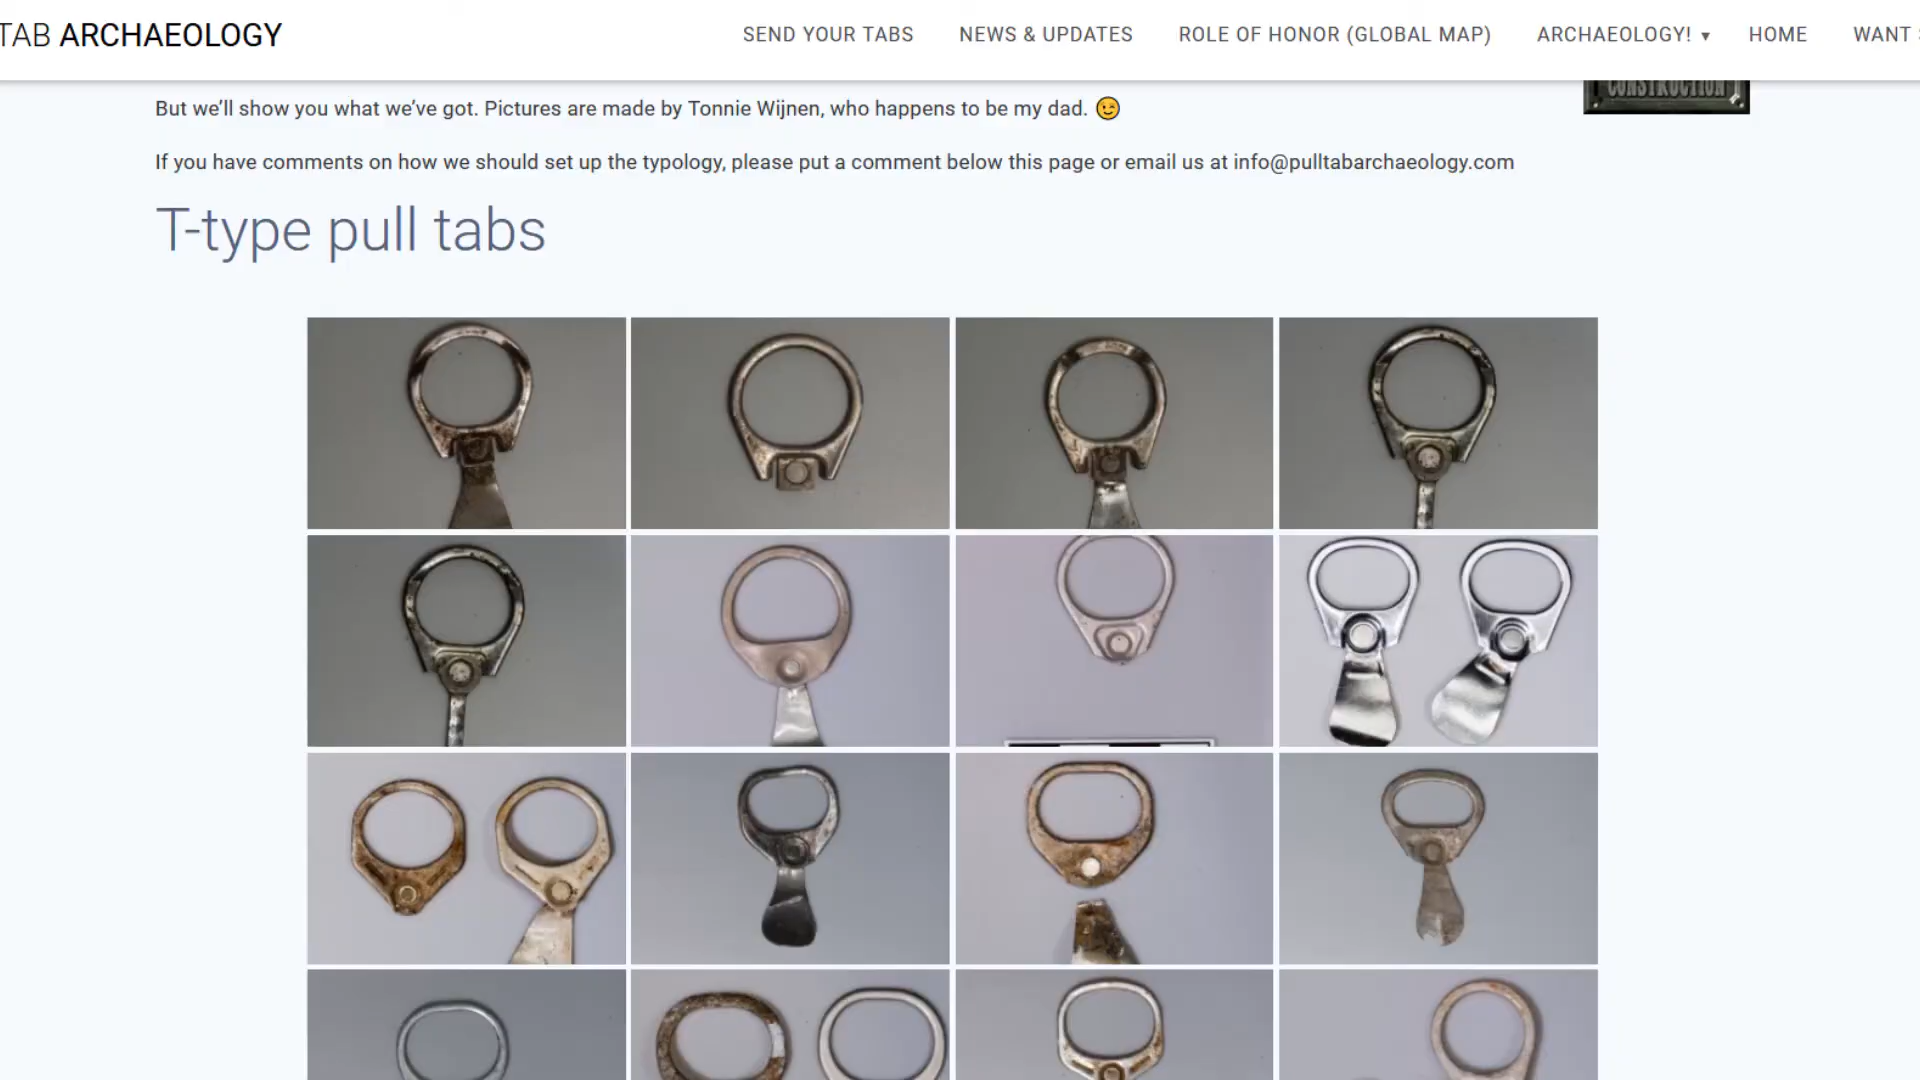 TAB ARCHAEOLOGY
SEND YOUR TABS
NEWS & UPDATES
ROLE OF HONOR (GLOBAL MAP)
ARCHAEOLOGY! ▾
HOME
WANT
CONSTRUCTION
But we’ll show you what we’ve got. Pictures are made by Tonnie Wijnen, who happens to be my dad. 😉
If you have comments on how we should set up the typology, please put a comment below this page or email us at info@pulltabarchaeology.com
T-type pull tabs